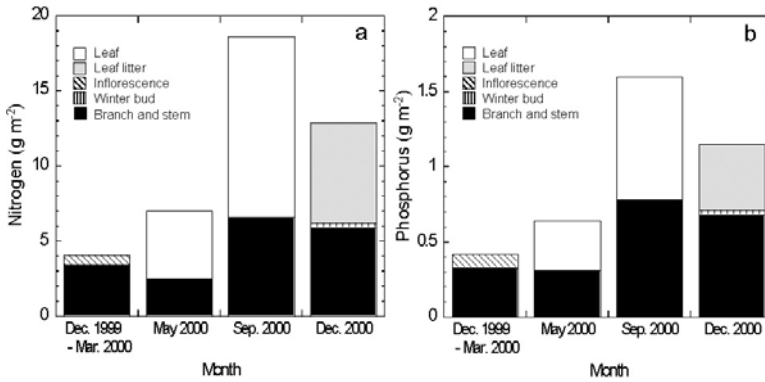 a
20
15
10
5
0
Nitrogen (g m-2)
Leaf
Leaf litter
Inflorescence
Winter bud
Branch and stem
Dec. 1999
- Mar. 2000
May 2000
Sep. 2000
Dec. 2000
Month
b
2
1.5
1
0.5
0
Phosphorus (g m-2)
Leaf
Leaf litter
Inflorescence
Winter bud
Branch and stem
Dec. 1999
- Mar. 2000
May 2000
Sep. 2000
Dec. 2000
Month